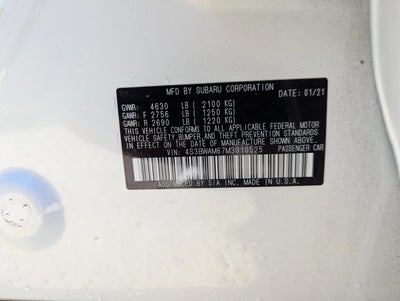 MFD BY SUBARU CORPORATION DATE: 01/21
GVWR: 4630 LB ( 2100 KG)
GAWR: F 2756 LB ( 1250 KG)
GAWR: R 2690 LB ( 1220 KG)
THIS VEHICLE CONFORMS TO ALL APPLICABLE FEDERAL MOTOR
VEHICLE SAFETY,BUMPER,AND THEFT PREVENTION STANDARDS
IN EFFECT ON THE DATE OF MANUFACTURE SHOWN ABOVE.
VIN: 4S3BWAM67M3010525 PASSENGER CAR
ASSEMBLED BY SIA INC. MADE IN U.S.A.